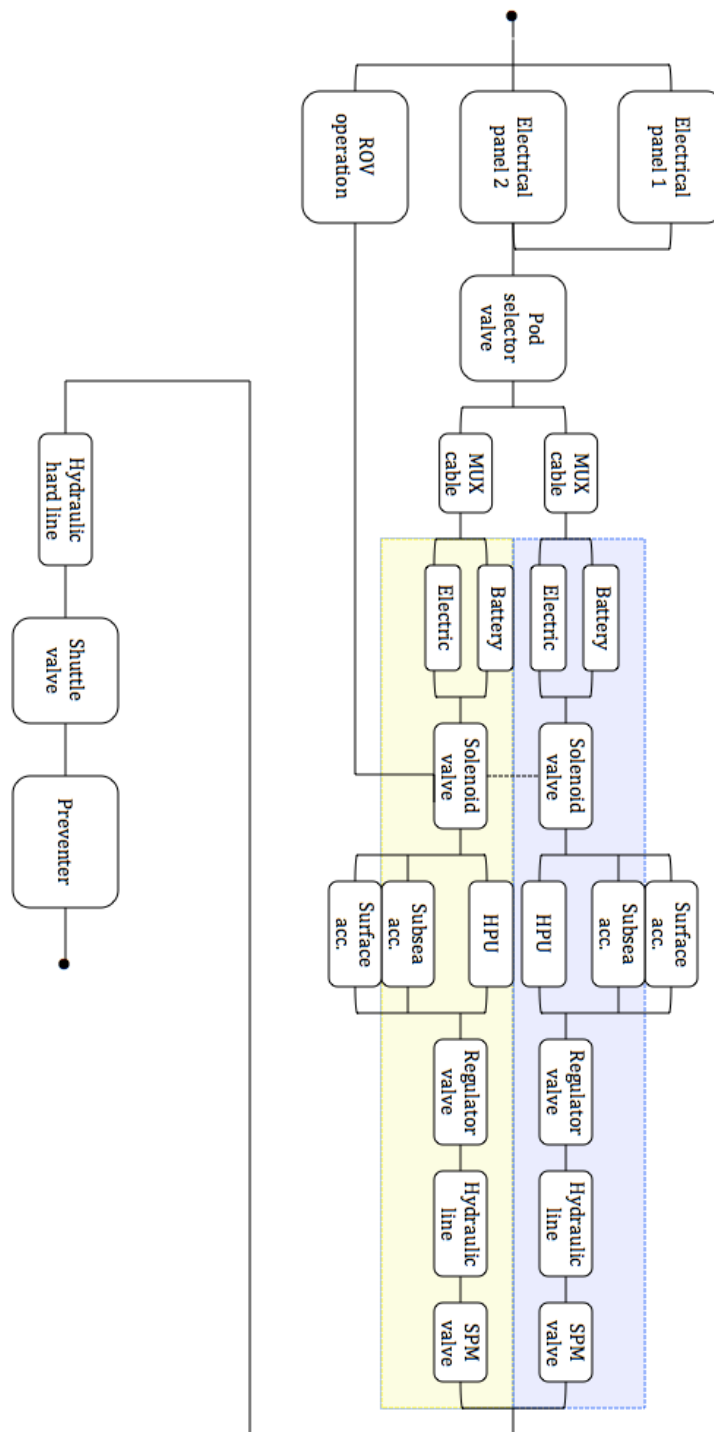 Electrical
panel 1
Electrical
panel 2
ROV
operation
Pod
selector
valve
MUX
cable
MUX
cable
Battery
Electric
Battery
Electric
Solenoid
valve
Solenoid
valve
Surface
acc.
Subsea
acc.
HPU
HPU
Subsea
acc.
Surface
acc.
Regulator
valve
Regulator
valve
Hydraulic
line
Hydraulic
line
SPM
valve
SPM
valve
Hydraulic
hard line
Shuttle
valve
Preventer